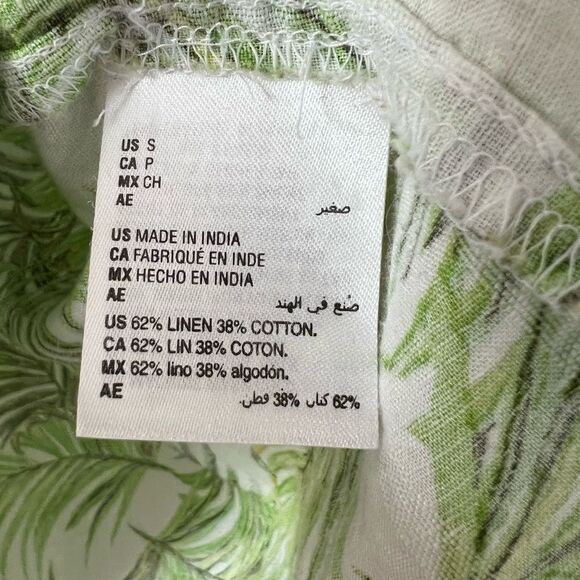 US S
CA P
MX CH
AE صغير
US MADE IN INDIA
CA FABRIQUÉ EN INDE
MX HECHO EN INDIA
AE صُنع في الهند
US 62% LINEN 38% COTTON.
CA 62% LIN 38% COTON.
MX 62% lino 38% algodón.
AE 62% كتان 38% قطن.